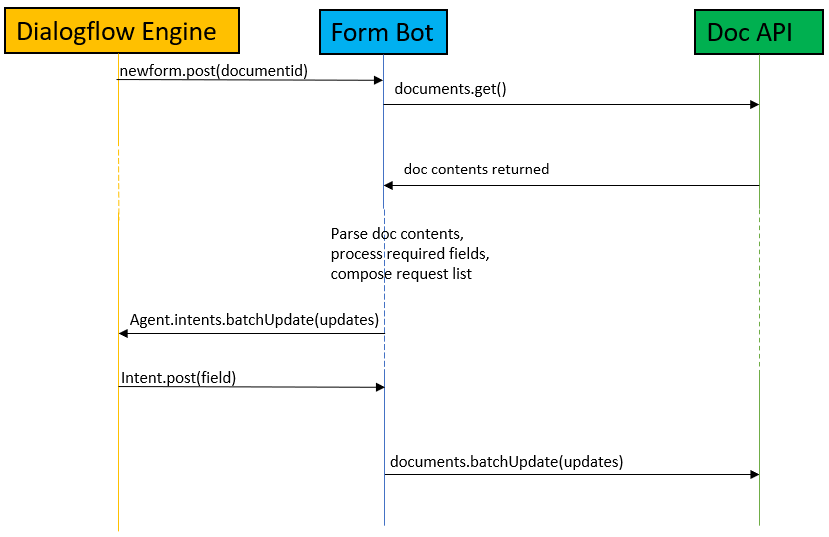 Dialogflow Engine
Form Bot
Doc API
newform.post(documentid)
documents.get()
doc contents returned
Parse doc contents,
process required fields,
compose request list
Agent.intents.batchUpdate(updates)
Intent.post(field)
documents.batchUpdate(updates)